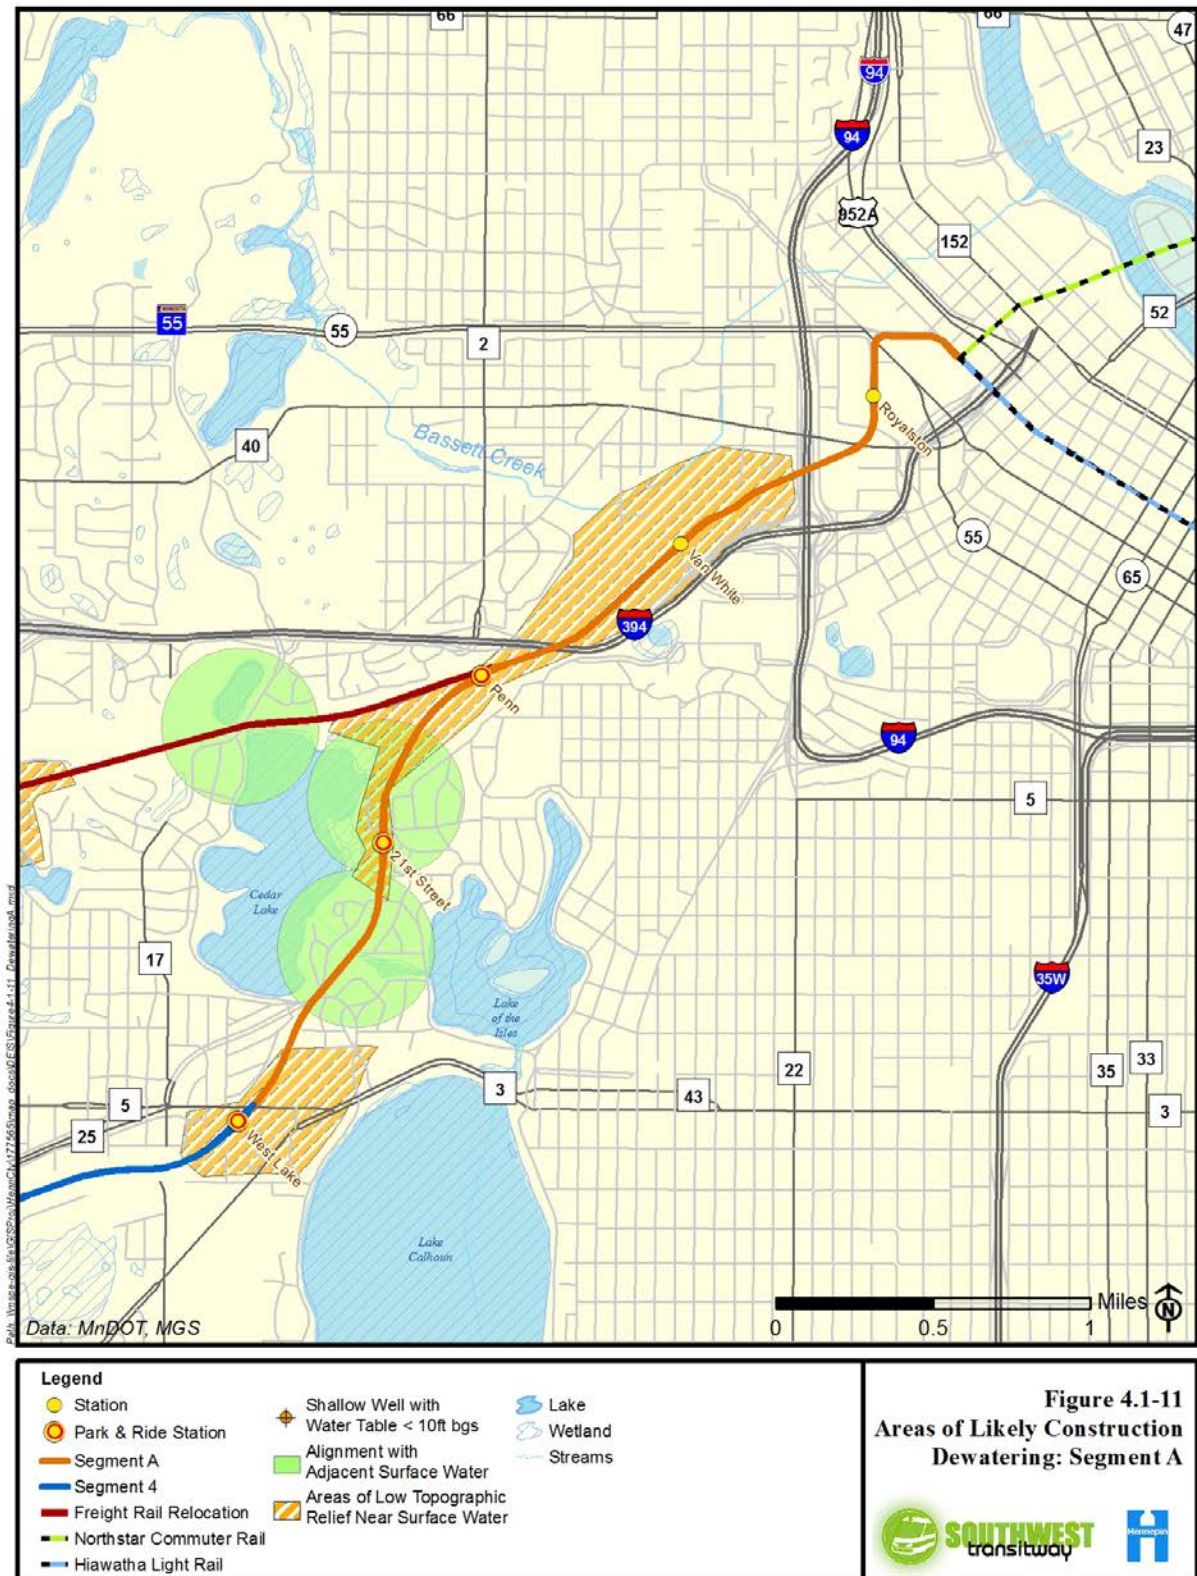 66
66
47
94
94
23
952A
152
52
55
55
2
Royalston
40
Bassett Creek
55
65
Van White
394
Penn
94
5
21st Street
Cedar
Lake
17
35W
Lake
of the
Isles
22
35
33
3
43
3
5
25
West Lake
Lake
Calhoun
Miles
N
0
0.5
1
Data: MnDOT, MGS
Legend
Station
Park & Ride Station
Segment A
Segment 4
Freight Rail Relocation
Northstar Commuter Rail
Hiawatha Light Rail
Shallow Well with
Water Table < 10ft bgs
Alignment with
Adjacent Surface Water
Areas of Low Topographic
Relief Near Surface Water
Lake
Wetland
Streams
Figure 4.1-11
Areas of Likely Construction
Dewatering: Segment A
SOUTHWEST
transitway
Hennepin